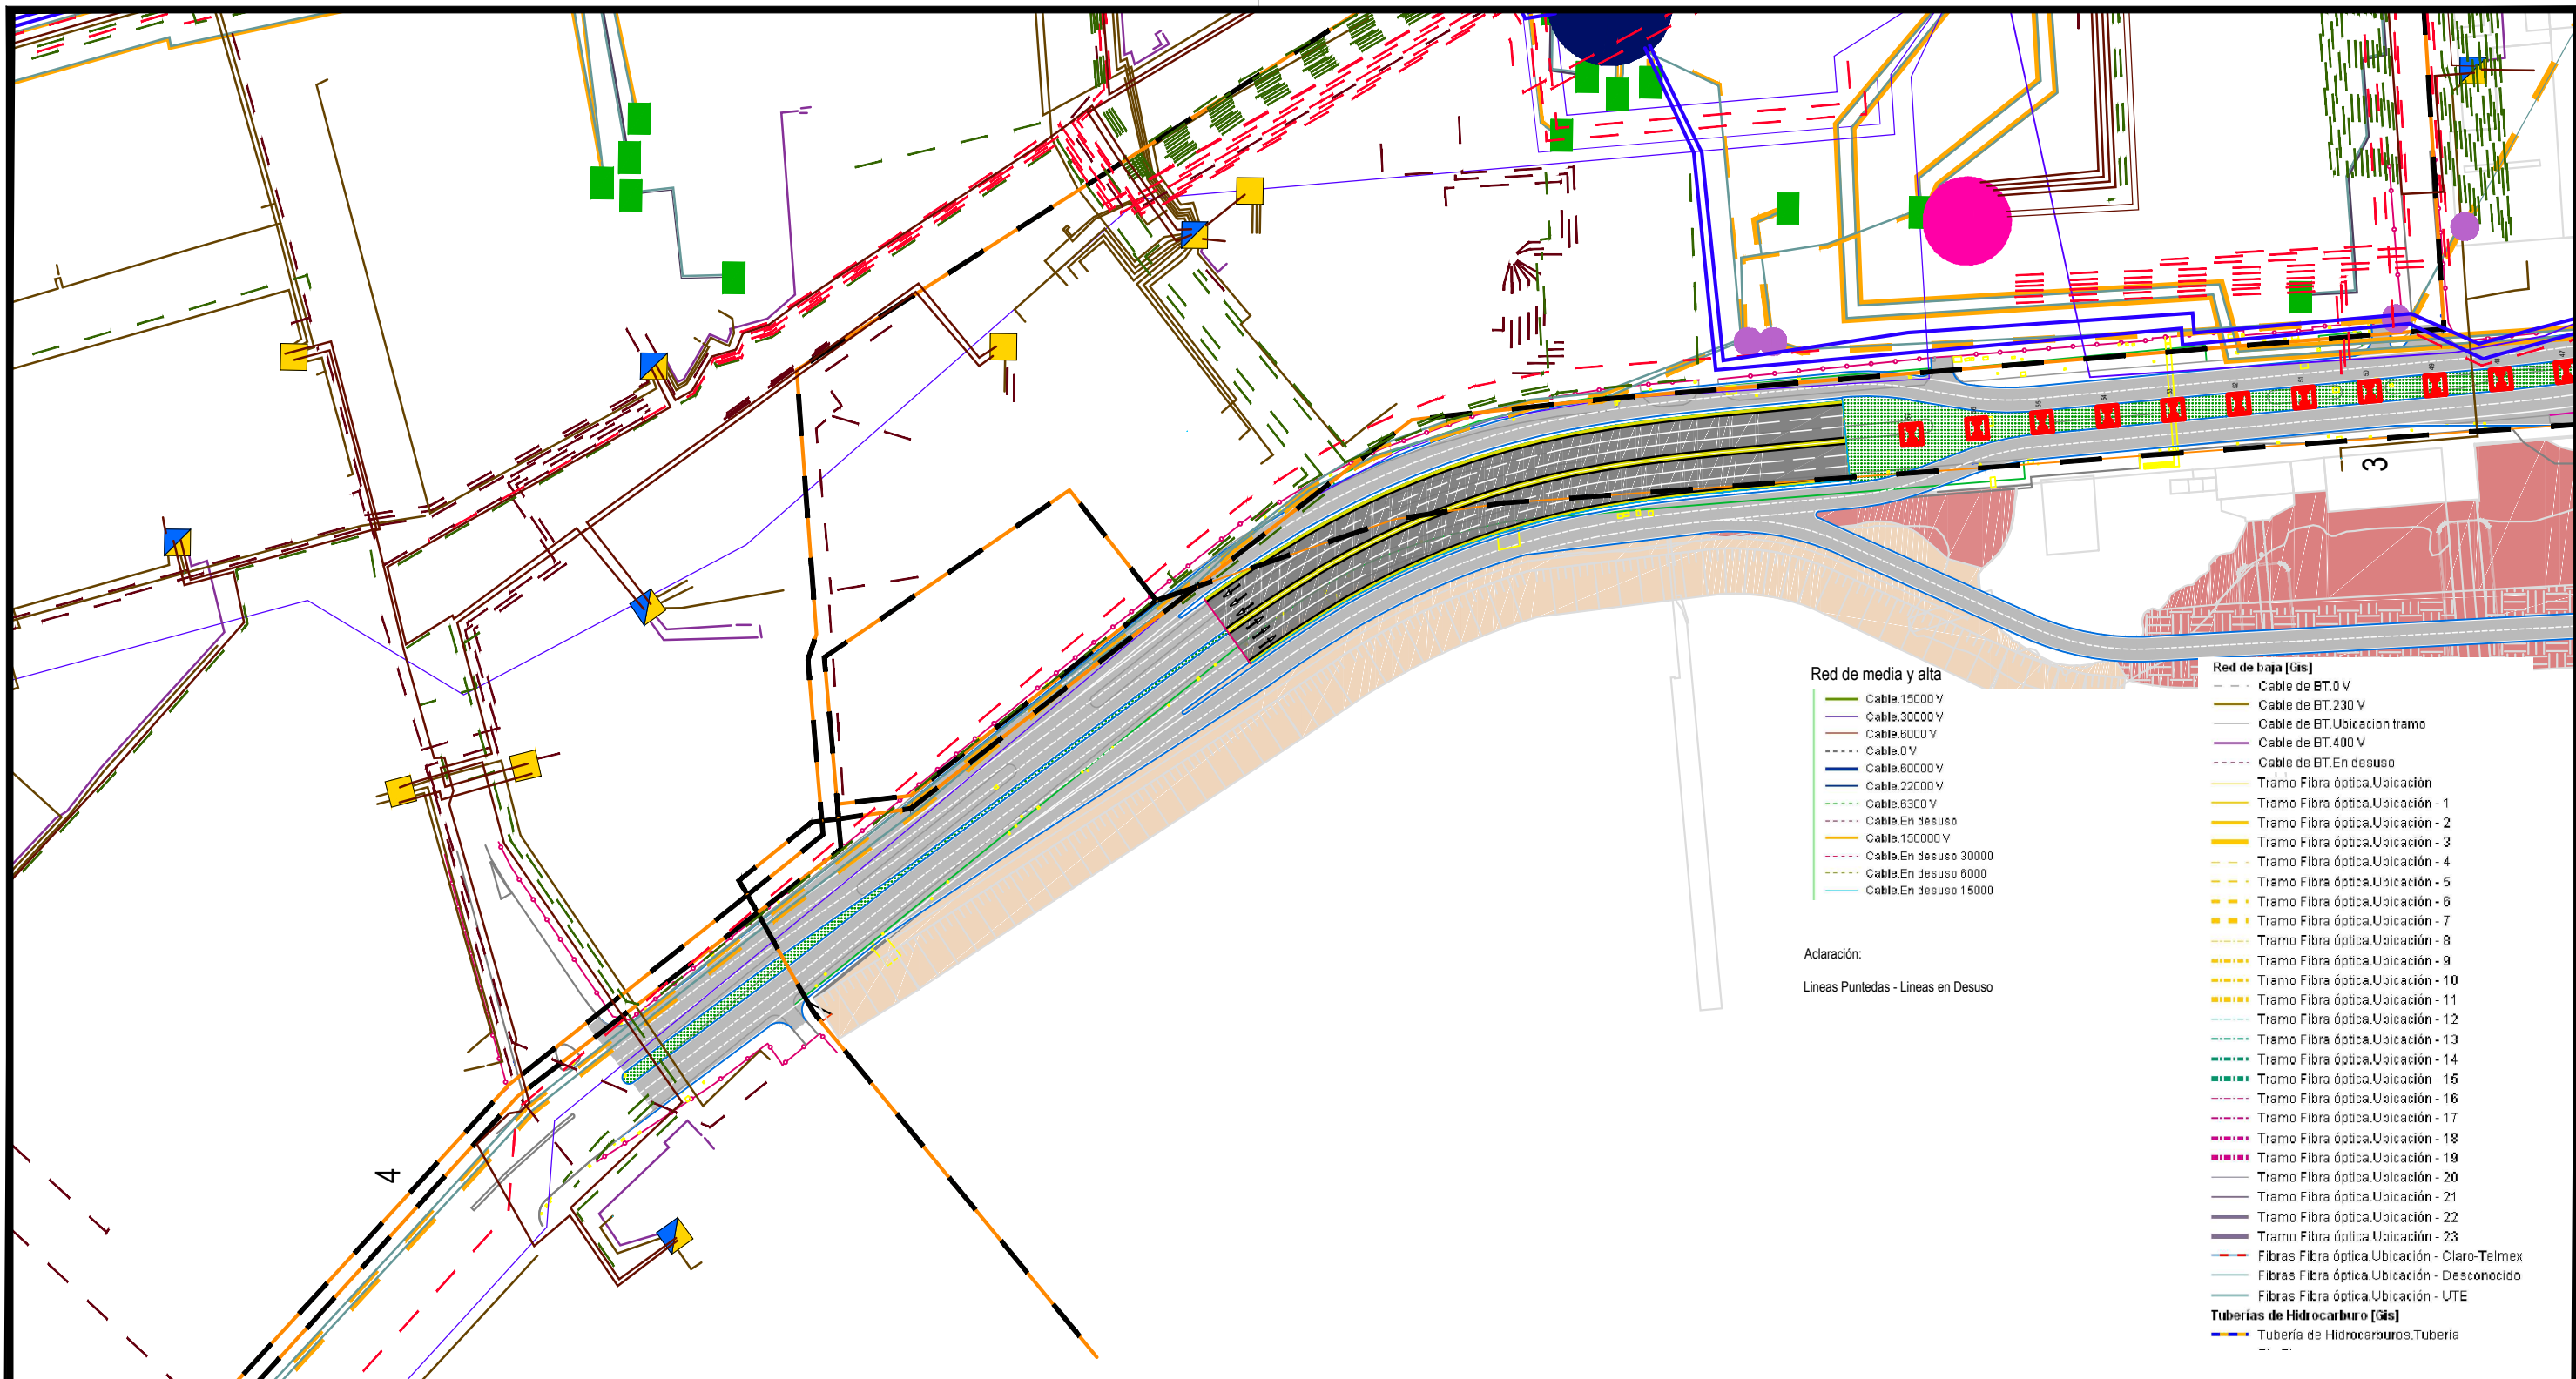 47
48
49
50
51
52
53
54
55
3
4
Red de media y alta
Cable.15000 V
Cable.30000 V
Cable.6000 V
Cable.0 V
Cable.60000 V
Cable.22000 V
Cable.6300 V
Cable.En desuso
Cable.150000 V
Cable.En desuso 30000
Cable.En desuso 6000
Cable.En desuso 15000
Aclaración:
Lineas Puntedas - Lineas en Desuso
Red de baja [Gis]
Cable de BT.0 V
Cable de BT.230 V
Cable de BT.Ubicacion tramo
Cable de BT.400 V
Cable de BT.En desuso
Tramo Fibra óptica.Ubicación
Tramo Fibra óptica.Ubicación - 1
Tramo Fibra óptica.Ubicación - 2
Tramo Fibra óptica.Ubicación - 3
Tramo Fibra óptica.Ubicación - 4
Tramo Fibra óptica.Ubicación - 5
Tramo Fibra óptica.Ubicación - 6
Tramo Fibra óptica.Ubicación - 7
Tramo Fibra óptica.Ubicación - 8
Tramo Fibra óptica.Ubicación - 9
Tramo Fibra óptica.Ubicación - 10
Tramo Fibra óptica.Ubicación - 11
Tramo Fibra óptica.Ubicación - 12
Tramo Fibra óptica.Ubicación - 13
Tramo Fibra óptica.Ubicación - 14
Tramo Fibra óptica.Ubicación - 15
Tramo Fibra óptica.Ubicación - 16
Tramo Fibra óptica.Ubicación - 17
Tramo Fibra óptica.Ubicación - 18
Tramo Fibra óptica.Ubicación - 19
Tramo Fibra óptica.Ubicación - 20
Tramo Fibra óptica.Ubicación - 21
Tramo Fibra óptica.Ubicación - 22
Tramo Fibra óptica.Ubicación - 23
Fibras Fibra óptica.Ubicación - Claro-Telmex
Fibras Fibra óptica.Ubicación - Desconocido
Fibras Fibra óptica.Ubicación - UTE
Tuberías de Hidrocarburo [Gis]
Tubería de Hidrocarburos.Tubería